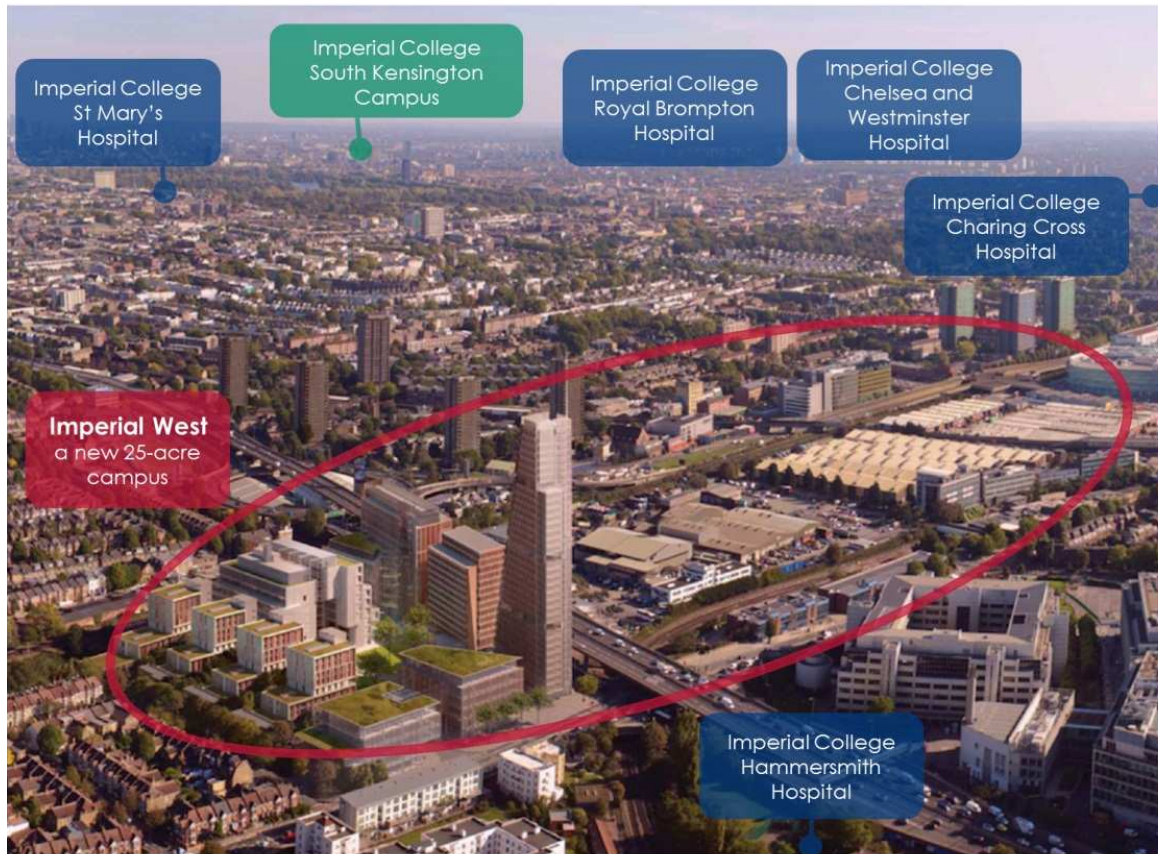 Imperial College
St Mary's
Hospital
Imperial College
South Kensington
Campus
Imperial College
Royal Brompton
Hospital
Imperial College
Chelsea and
Westminster
Hospital
Imperial College
Charing Cross
Hospital
Imperial West
a new 25-acre
campus
Imperial College
Hammersmith
Hospital